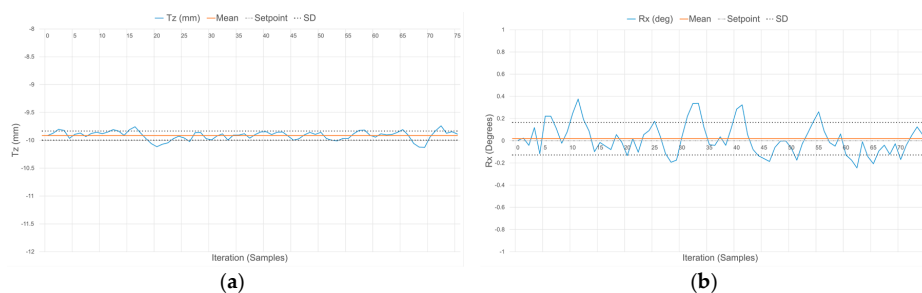 Tz (mm) Mean Setpoint SD
-8
0 5 10 15 20 25 30 35 40 45 50 55 60 65 70 75
-8.5
-9
-9.5
Tz (mm)
-10
-10.5
-11
-11.5
-12
Iteration (Samples)
(a)
Rx (deg) Mean Setpoint SD
1
0.8
0.6
0.4
0.2
Rx (Degrees)
0
0 5 10 15 20 25 30 35 40 45 50 55 60 65 70
-0.2
-0.4
-0.6
-0.8
-1
Iteration (Samples)
(b)